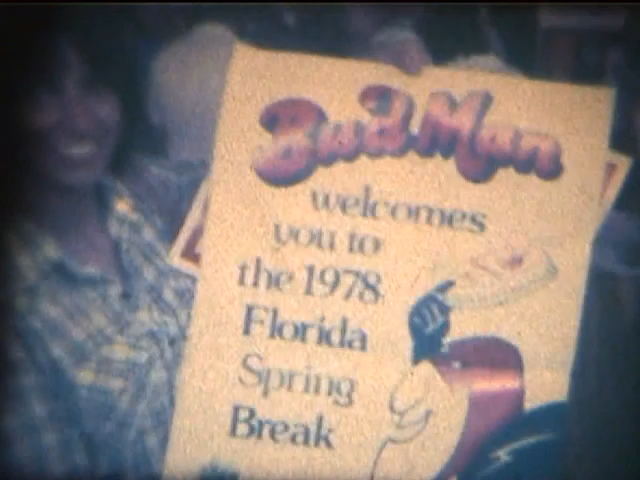 Bud Man
welcomes
you to
the 1978
Florida
Spring
Break